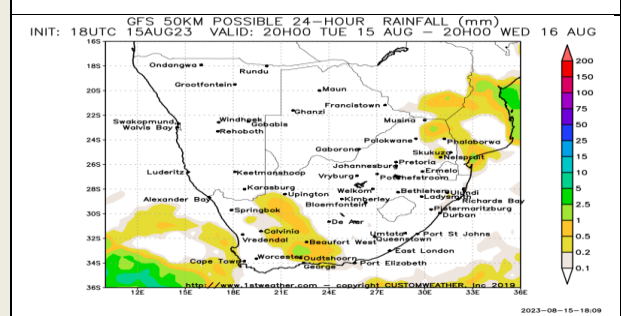 GFS 50KM POSSIBLE 24-HOUR RAINFALL (mm)
INIT: 18UTC 15AUG23 VALID: 20H00 TUE 15 AUG - 20H00 WED 16 AUG
16S
18S
20S
22S
24S
26S
28S
30S
32S
34S
36S
Ondangwa
Rundu
Grootfontein
Maun
Ghanzi
Francistown
Swakopmund
Walvis Bay
Windhoek
Gobabis
Rehoboth
Musina
Polokwane
Phalaborwa
Gaborone
Skukuza
Nelspruit
Johannesburg
Pretoria
Luderitz
Keetmanshoop
Vryburg
Potchefstroom
Ermelo
Karasburg
Upington
Welkom
Bethlehem
Ulundi
Alexander Bay
Kimberley
Ladysmith
Richards Bay
Springbok
Bloemfontein
Pietermaritzburg
Durban
De Aar
Calvinia
Vredendal
Beaufort West
Umtata
Port St Johns
Queenstown
East London
Cape Town
Worcester
Oudtshoorn
George
Port Elizabeth
http://www.1stweather.com - copyright CUSTOMWEATHER, Inc 2019
12E 15E 18E 21E 24E 27E 30E 33E 36E
200
150
100
75
50
25
15
10
5
2.5
1
0.5
0.2
0.1
2023-08-15-18:09